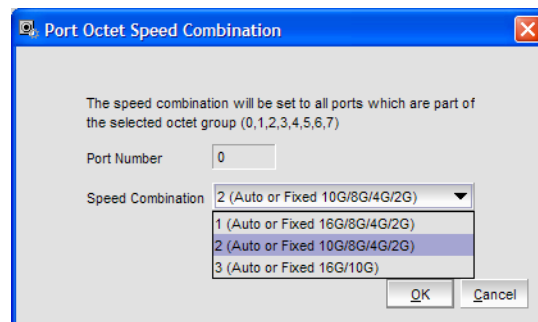 Port Octet Speed Combination
The speed combination will be set to all ports which are part of
the selected octet group (0,1,2,3,4,5,6,7)
Port Number 0
Speed Combination 2 (Auto or Fixed 10G/8G/4G/2G)
1 (Auto or Fixed 16G/8G/4G/2G)
2 (Auto or Fixed 10G/8G/4G/2G)
3 (Auto or Fixed 16G/10G)
OK Cancel